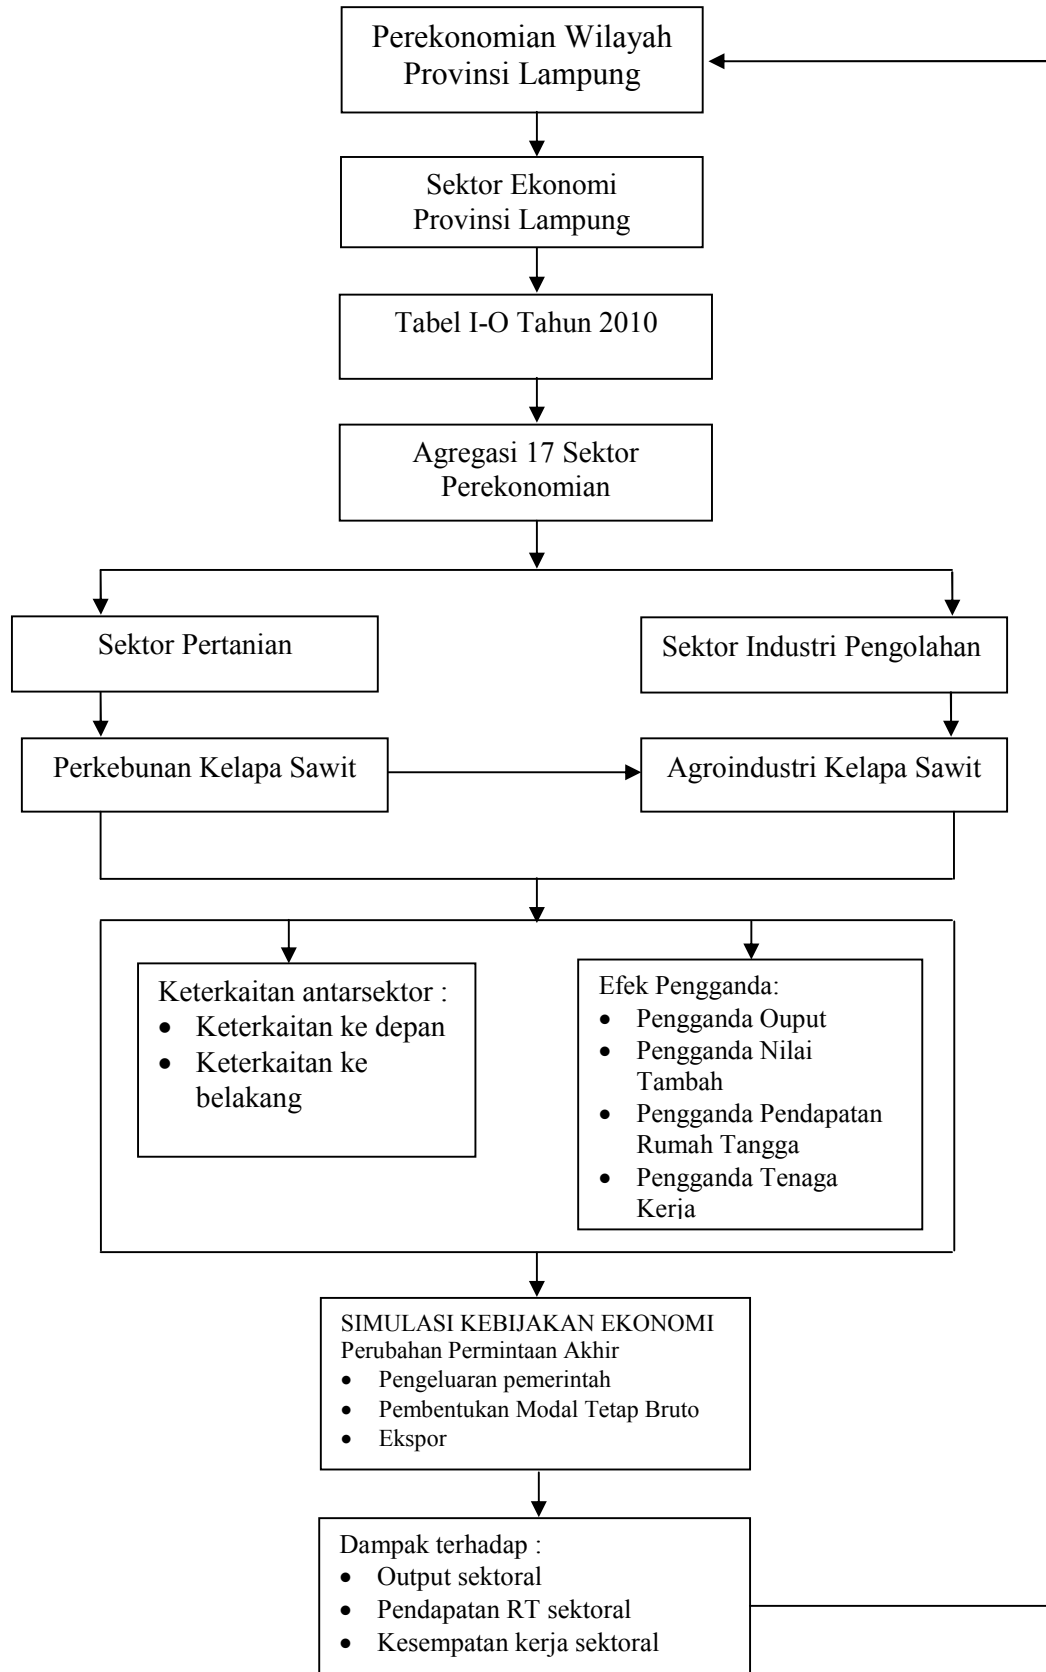 Perekonomian Wilayah
Provinsi Lampung
Sektor Ekonomi
Provinsi Lampung
Tabel I-O Tahun 2010
Agregasi 17 Sektor
Perekonomian
Sektor Pertanian
Sektor Industri Pengolahan
Perkebunan Kelapa Sawit
Agroindustri Kelapa Sawit
Keterkaitan antarsektor :
• Keterkaitan ke depan
• Keterkaitan ke
belakang
Efek Pengganda:
• Pengganda Ouput
• Pengganda Nilai
Tambah
• Pengganda Pendapatan
Rumah Tangga
• Pengganda Tenaga
Kerja
SIMULASI KEBIJAKAN EKONOMI
Perubahan Permintaan Akhir
• Pengeluaran pemerintah
• Pembentukan Modal Tetap Bruto
• Ekspor
Dampak terhadap :
• Output sektoral
• Pendapatan RT sektoral
• Kesempatan kerja sektoral